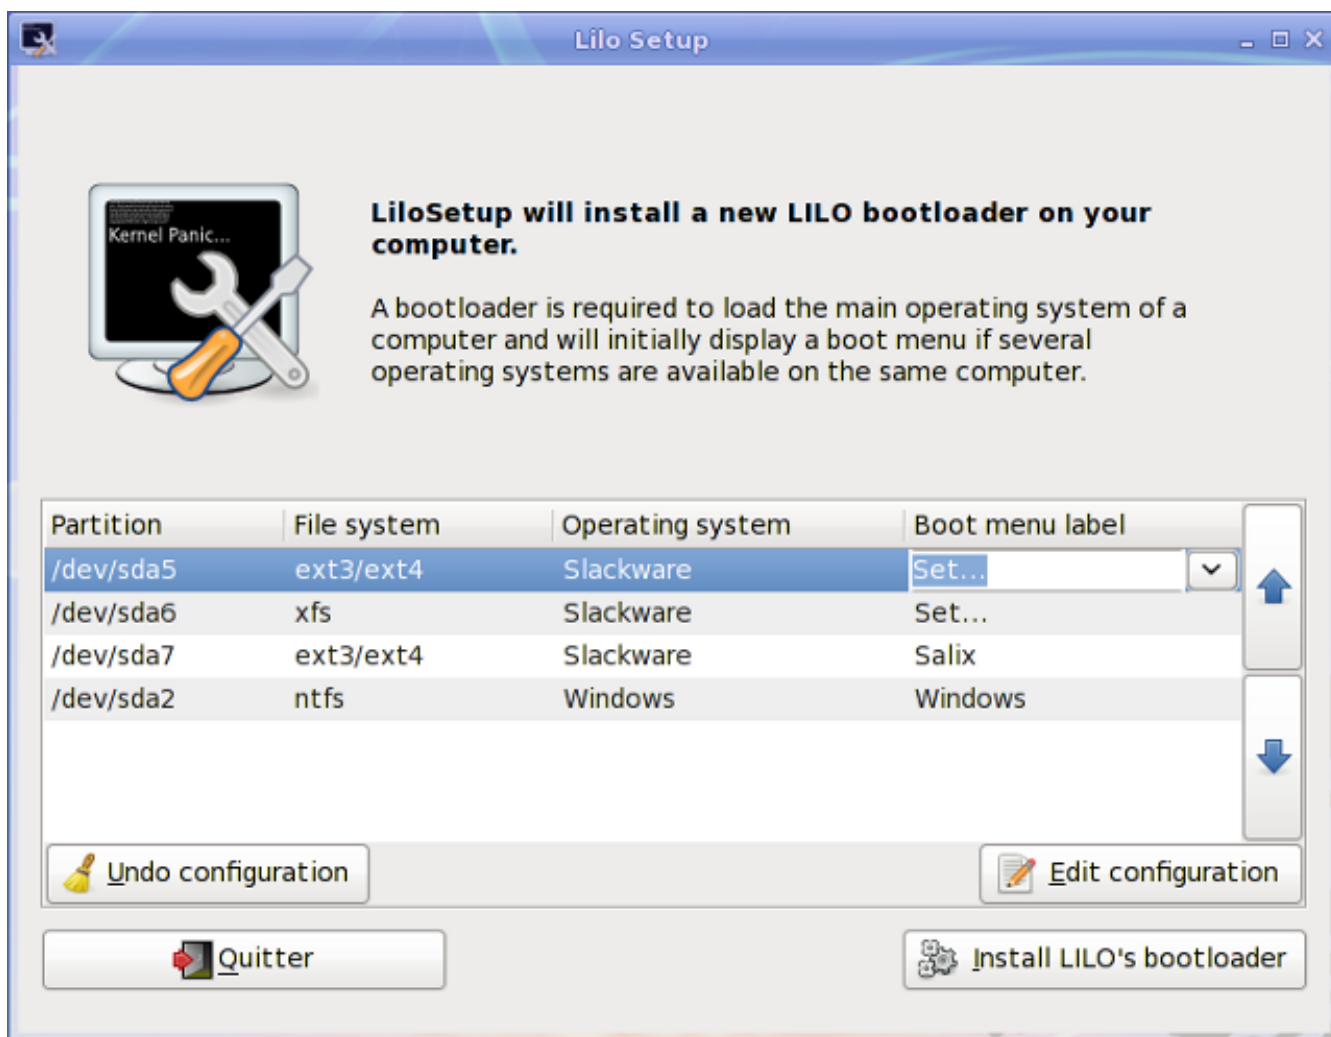 Lilo Setup
Kernel Panic...
LiloSetup will install a new LILO bootloader on your
computer.
A bootloader is required to load the main operating system of a
computer and will initially display a boot menu if several
operating systems are available on the same computer.
Partition File system Operating system Boot menu label
/dev/sda5 ext3/ext4 Slackware Set...
/dev/sda6 xfs Slackware Set...
/dev/sda7 ext3/ext4 Slackware Salix
/dev/sda2 ntfs Windows Windows
Undo configuration Edit configuration
Quitter Install LILO's bootloader